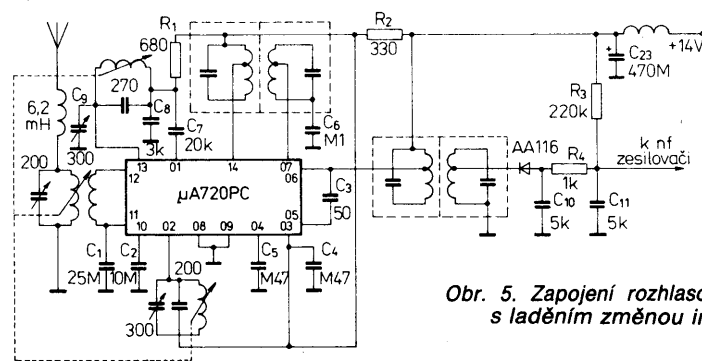 R₁
680
R₂
330
+14V
C₂₃
470M
R₃
220k
C₉
270
C₈
3k
C₇
20k
C₆
M1
6,2
mH
300
200
13
01
14
07
12
06
µA720PC
11
10
02
08
09
04
05
03
C₃
50
AA116
R₄
1k
k nf
zesilovači
C₁₀
5k
C₁₁
5k
C₁
25M
C₂
10M
200
300
C₅
M47
C₄
M47
Obr. 5. Zapojení rozhlaso
s laděním změnou in